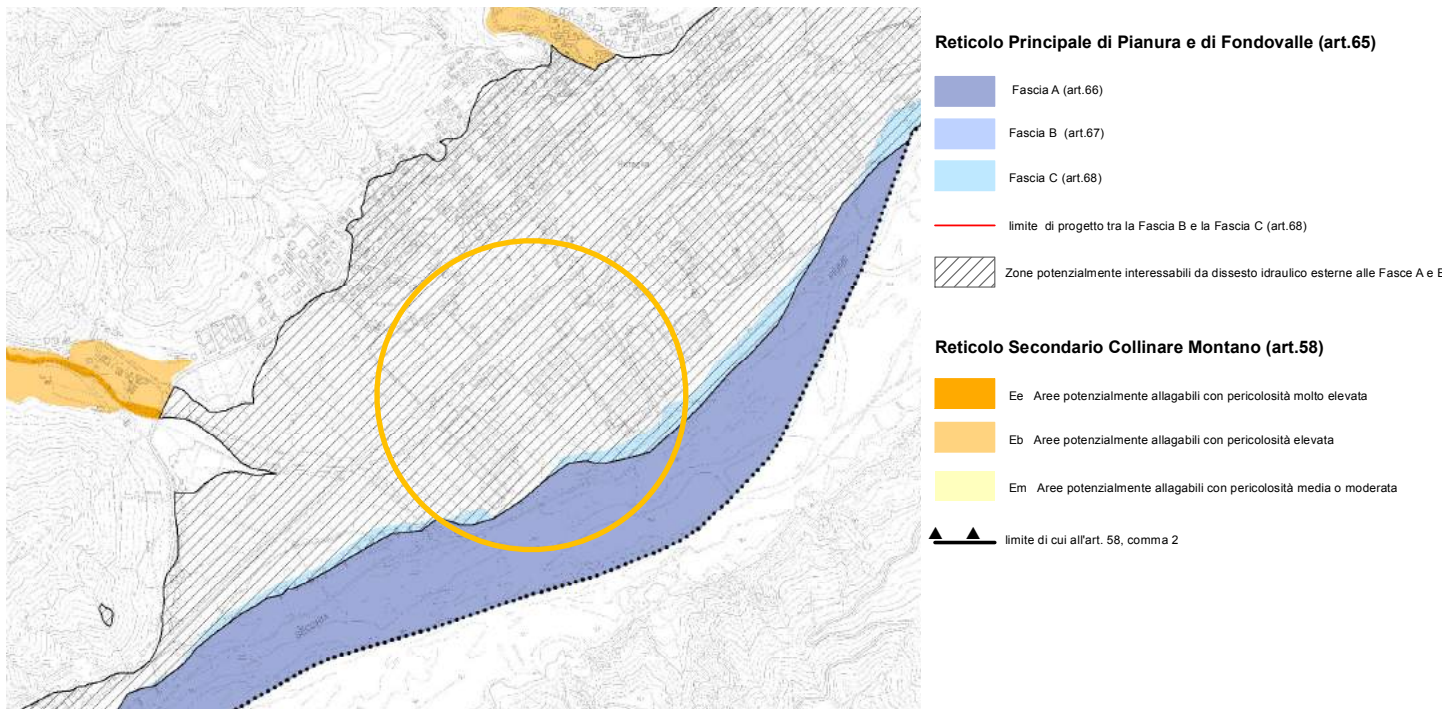 Reticolo Principale di Pianura e di Fondovalle (art.65)
Fascia A (art.66)
Fascia B (art.67)
Fascia C (art.68)
limite di progetto tra la Fascia B e la Fascia C (art.68)
Zone potenzialmente interessabili da dissesto idraulico esterne alle Fasce A e B
Reticolo Secondario Collinare Montano (art.58)
Ee Aree potenzialmente allagabili con pericolosità molto elevata
Eb Aree potenzialmente allagabili con pericolosità elevata
Em Aree potenzialmente allagabili con pericolosità media o moderata
limite di cui all'art. 58, comma 2
FIUME
SECCHIA